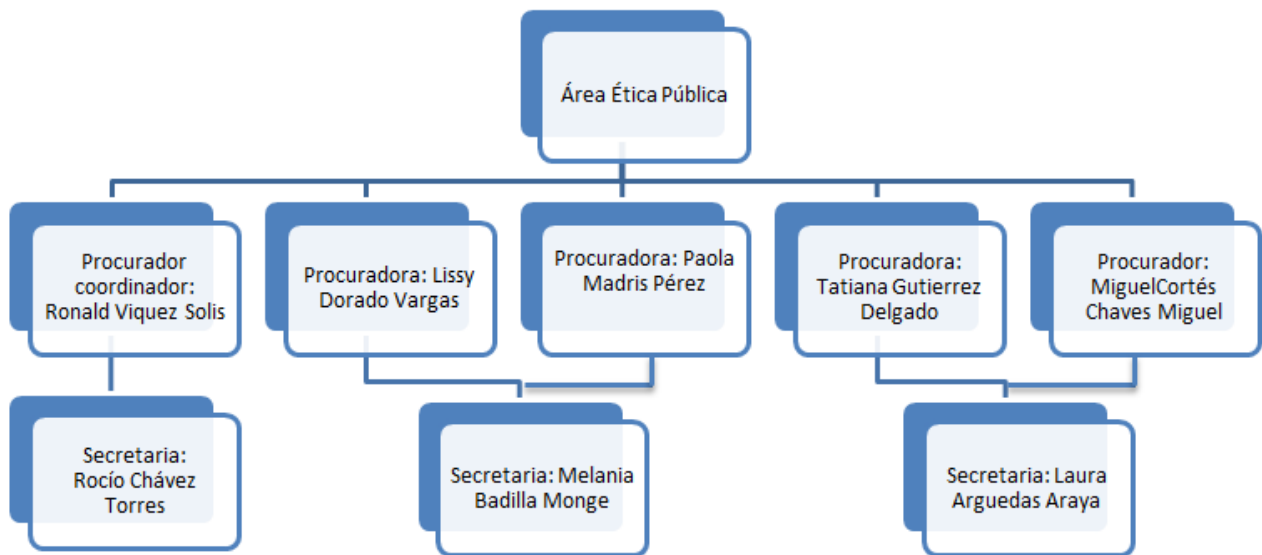 Área Ética Pública
Procurador
coordinador:
Ronald Viquez Solis
Procuradora: Lissy
Dorado Vargas
Procuradora: Paola
Madris Pérez
Procuradora:
Tatiana Gutierrez
Delgado
Procurador:
MiguelCortés
Chaves Miguel
Secretaria:
Rocío Chávez
Torres
Secretaria: Melania
Badilla Monge
Secretaria: Laura
Arguedas Araya